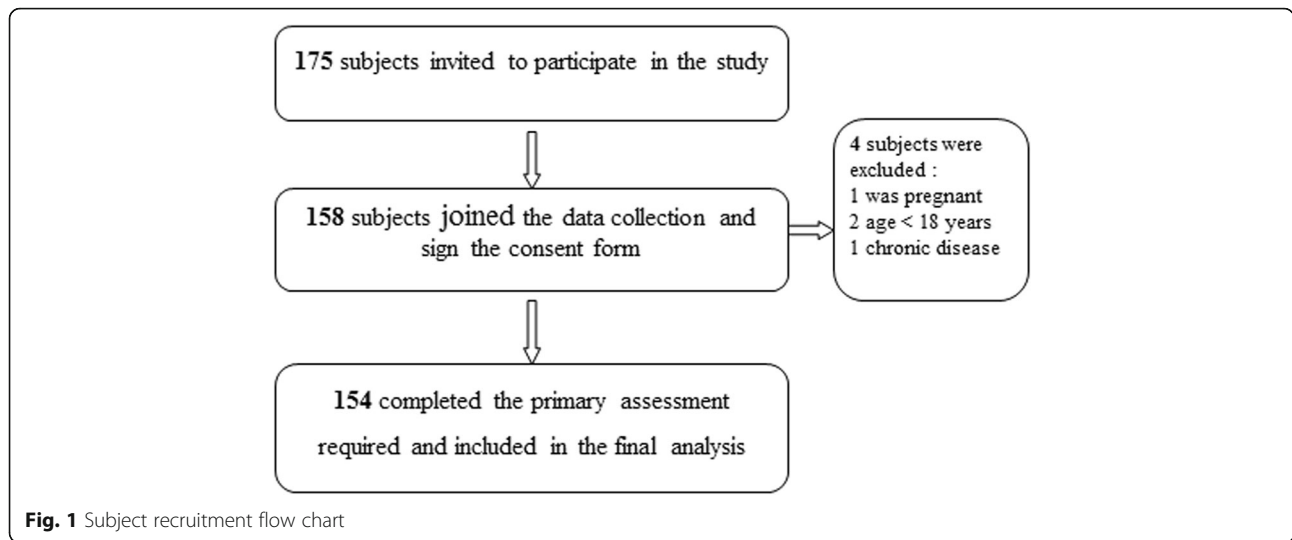 175 subjects invited to participate in the study
158 subjects joined the data collection and
sign the consent form
4 subjects were
excluded :
1 was pregnant
2 age < 18 years
1 chronic disease
154 completed the primary assessment
required and included in the final analysis
Fig. 1 Subject recruitment flow chart